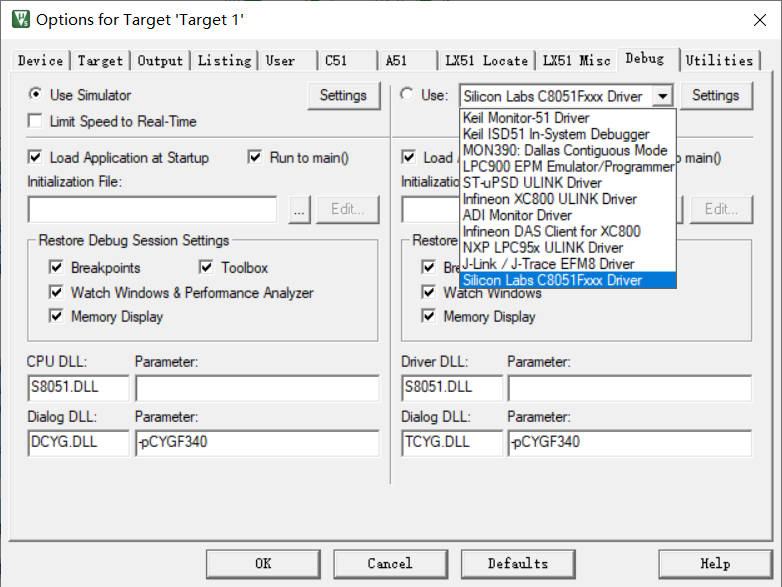 Options for Target 'Target 1'
Device Target Output Listing User C51 A51 LX51 Locate LX51 Misc Debug Utilities
Use Simulator Settings
Limit Speed to Real-Time
Use: Silicon Labs C8051Fxxx Driver Settings
Keil Monitor-51 Driver
Keil ISD51 In-System Debugger
MON390: Dallas Contiguous Mode
LPC900 EPM Emulator/Programmer
ST-uPSD ULINK Driver
Infineon XC800 ULINK Driver
ADI Monitor Driver
Infineon DAS Client for XC800
NXP LPC95x ULINK Driver
J-Link / J-Trace EFM8 Driver
Silicon Labs C8051Fxxx Driver
Load Application at Startup Run to main()
Initialization File:
... Edit...
Restore Debug Session Settings
Breakpoints Toolbox
Watch Windows & Performance Analyzer
Memory Display
CPU DLL: Parameter:
S8051.DLL
Dialog DLL: Parameter:
DCYG.DLL -pCYGF340
Load main()
Edit...
Restore
Watch Windows
Memory Display
Driver DLL: Parameter:
S8051.DLL
Dialog DLL: Parameter:
TCYG.DLL -pCYGF340
OK Cancel Defaults Help